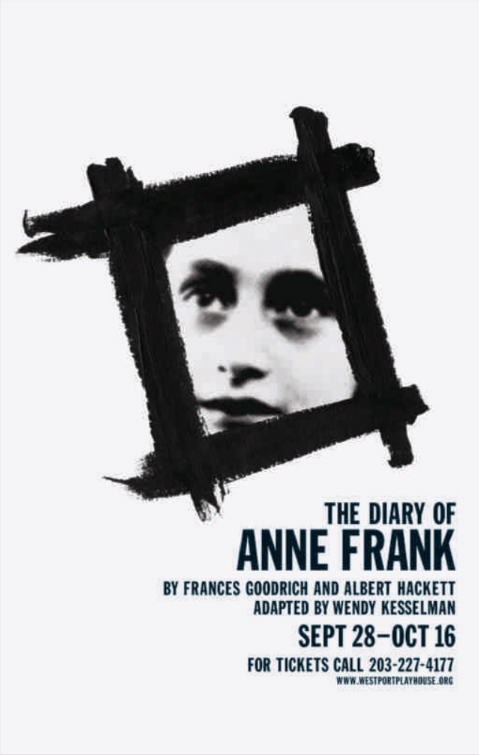 THE DIARY OF
ANNE FRANK
BY FRANCES GOODRICH AND ALBERT HACKETT
ADAPTED BY WENDY KESSELMAN
SEPT 28–OCT 16
FOR TICKETS CALL 203-227-4177
WWW.WESTPORTPLAYHOUSE.ORG